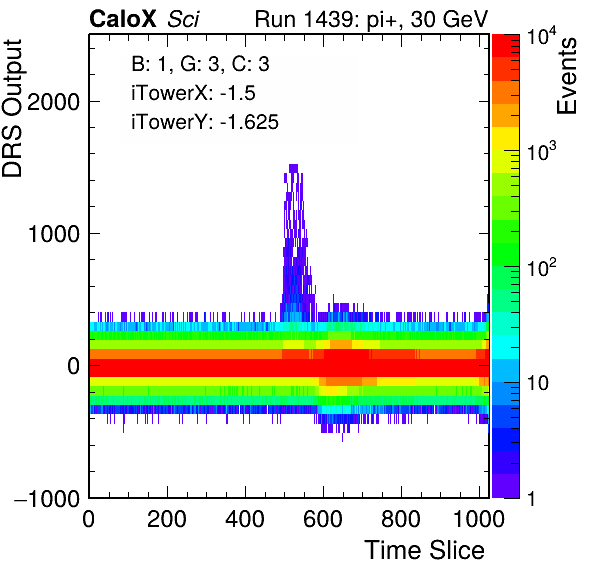 CaloX Sci Run 1439: pi+, 30 GeV
B: 1, G: 3, C: 3
iTowerX: -1.5
iTowerY: -1.625
DRS Output
2000
1000
0
−1000
0 200 400 600 800 1000
Time Slice
Events
10^4
10^3
10^2
10
1